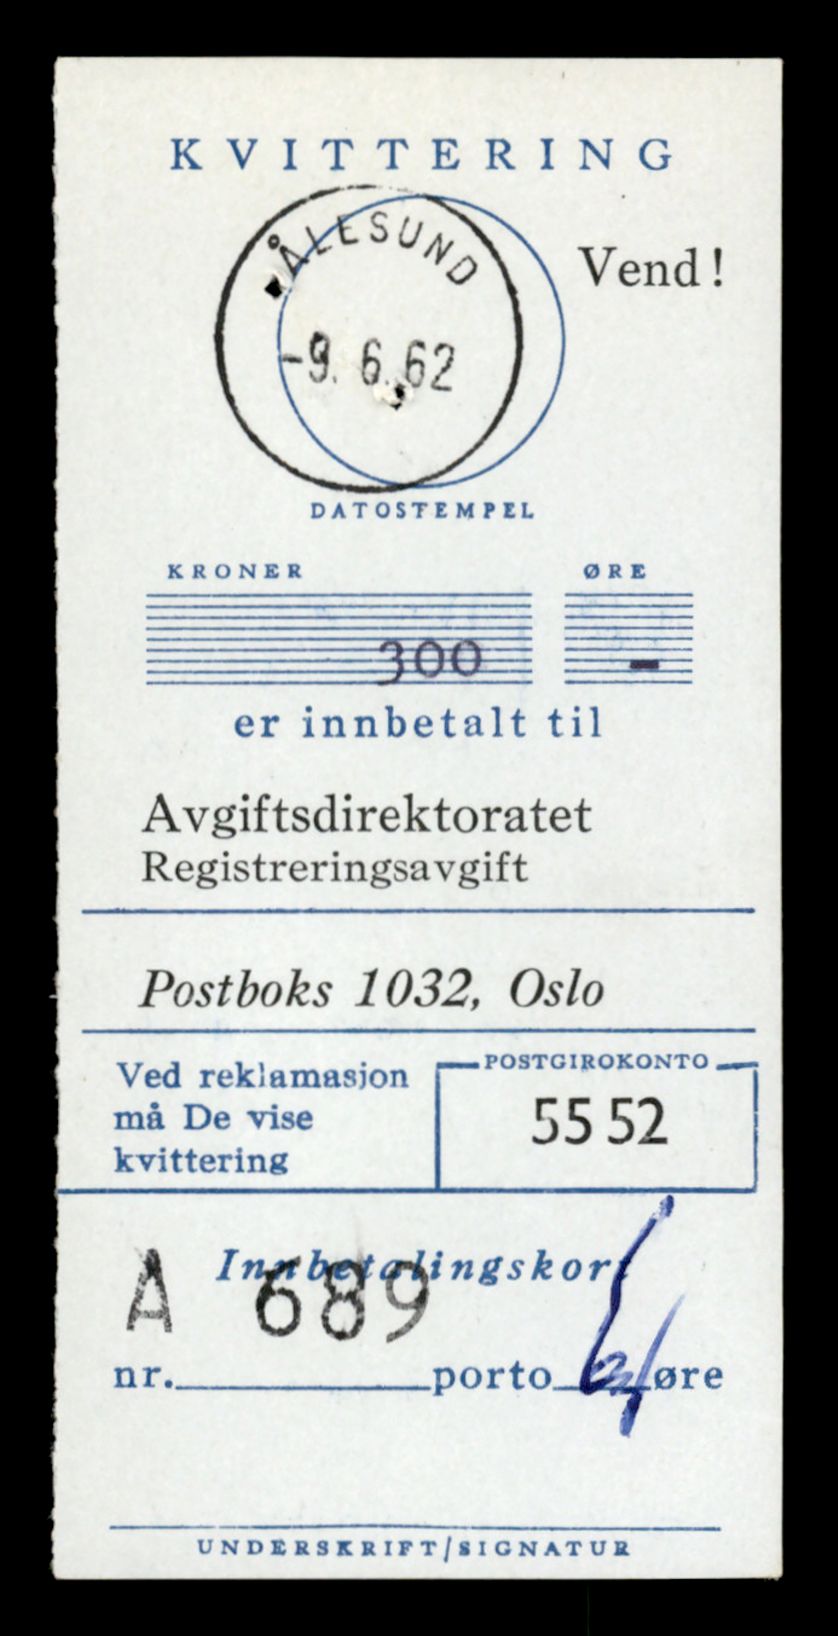 KVITTERING
ÅLESUND
Vend!
-9. 6. 62
DATOSTEMPEL
KRONER ØRE
300 -
er innbetalt til
Avgiftsdirektoratet
Registreringsavgift
Postboks 1032, Oslo
Ved reklamasjon
må De vise
kvittering
POSTGIROKONTO
55 52
Innbetalingskort
A 689
nr. porto øre
UNDERSKRIFT/SIGNATUR